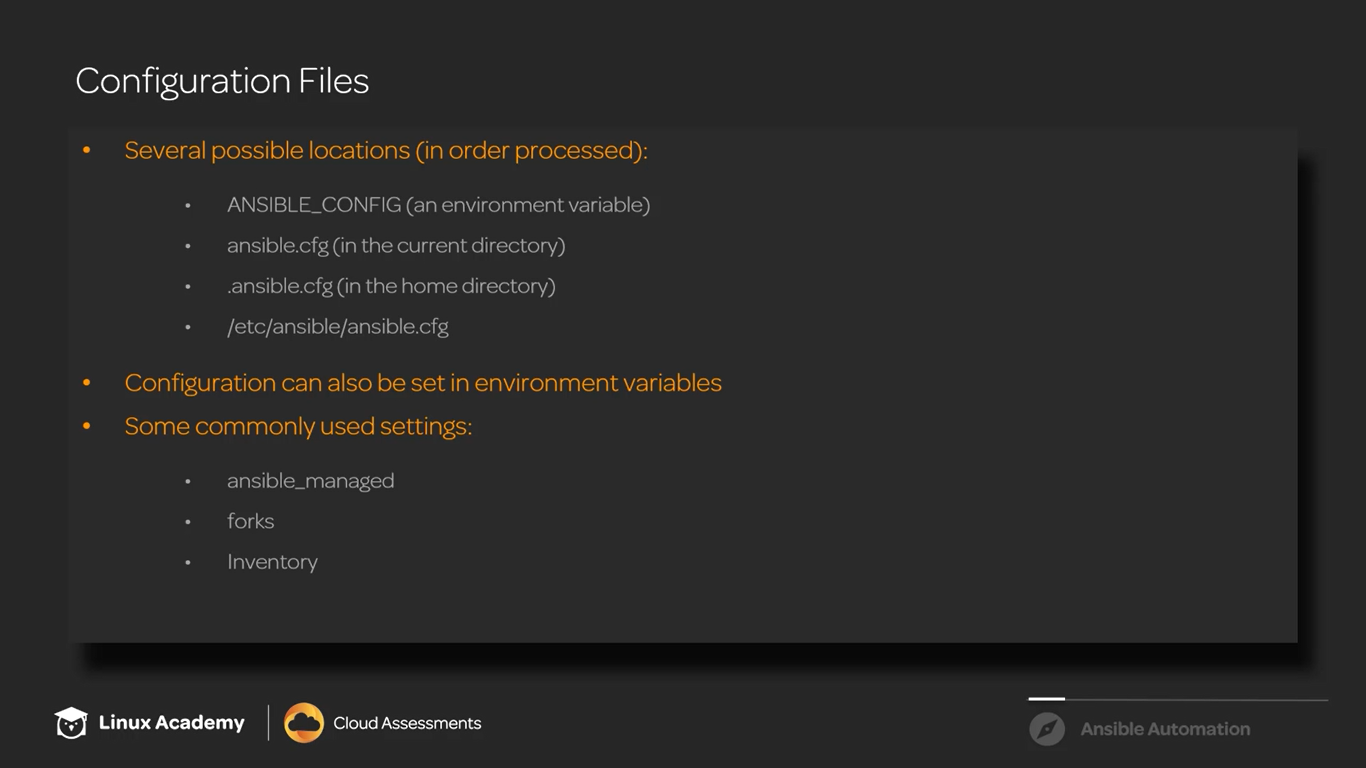 Configuration Files
• Several possible locations (in order processed):
• ANSIBLE_CONFIG (an environment variable)
• ansible.cfg (in the current directory)
• .ansible.cfg (in the home directory)
• /etc/ansible/ansible.cfg
• Configuration can also be set in environment variables
• Some commonly used settings:
• ansible_managed
• forks
• Inventory
Linux Academy
Cloud Assessments
Ansible Automation